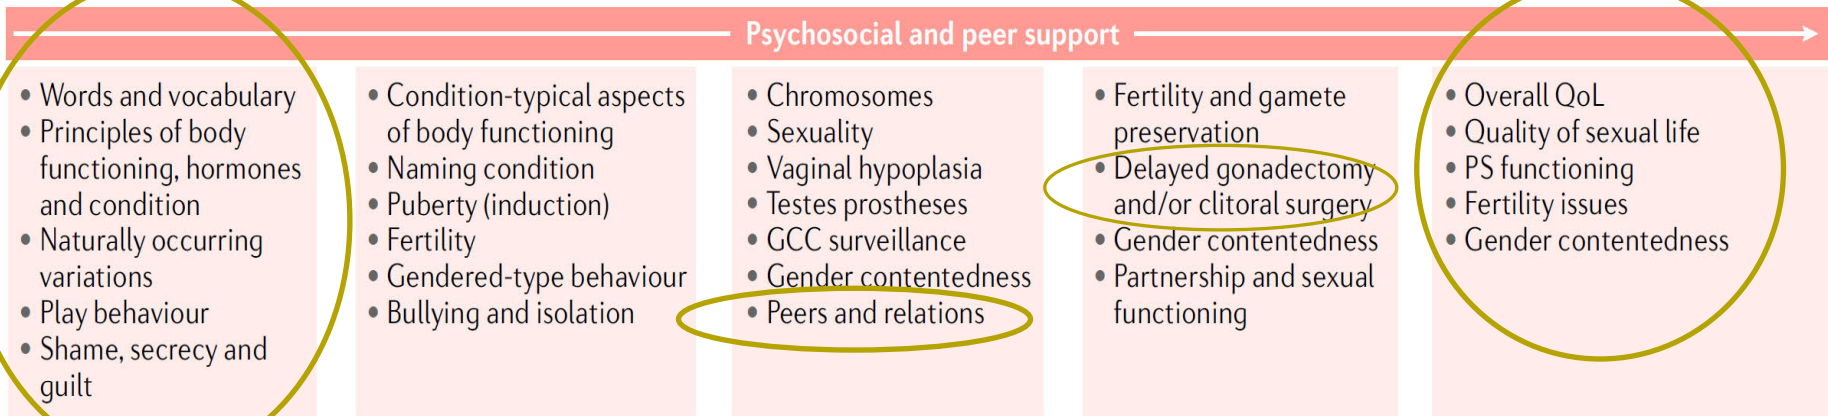 Psychosocial and peer support
• Words and vocabulary
• Principles of body
functioning, hormones
and condition
• Naturally occurring
variations
• Play behaviour
• Shame, secrecy and
guilt
• Condition-typical aspects
of body functioning
• Naming condition
• Puberty (induction)
• Fertility
• Gendered-type behaviour
• Bullying and isolation
• Chromosomes
• Sexuality
• Vaginal hypoplasia
• Testes prostheses
• GCC surveillance
• Gender contentedness
• Peers and relations
• Fertility and gamete
preservation
• Delayed gonadectomy
and/or clitoral surgery
• Gender contentedness
• Partnership and sexual
functioning
• Overall QoL
• Quality of sexual life
• PS functioning
• Fertility issues
• Gender contentedness